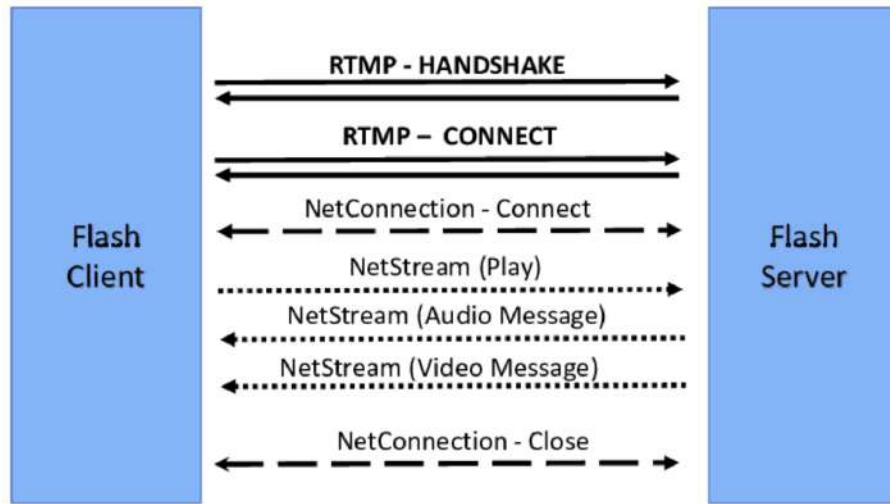 RTMP - HANDSHAKE
RTMP – CONNECT
NetConnection - Connect
Flash
Client
Flash
Server
NetStream (Play)
NetStream (Audio Message)
NetStream (Video Message)
NetConnection - Close